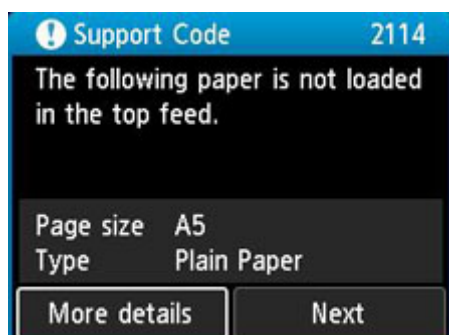 Support Code 2114
The following paper is not loaded
in the top feed.
Page size A5
Type Plain Paper
More details Next